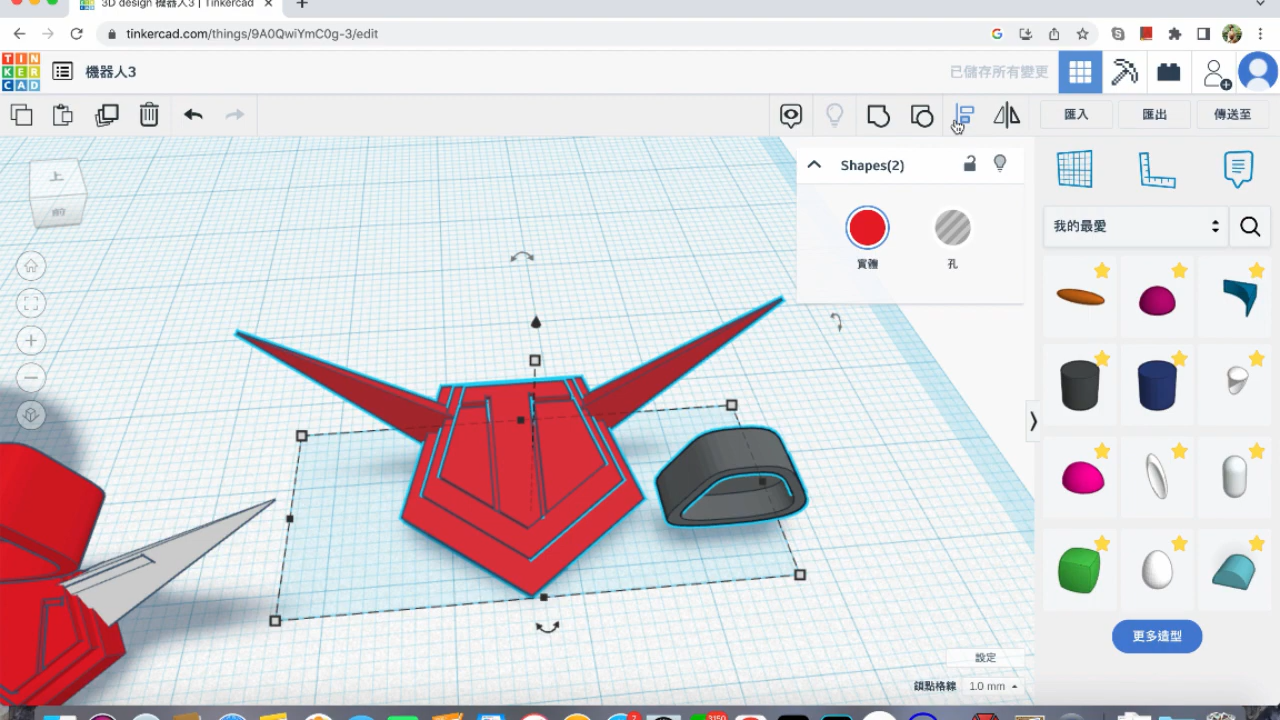 3D design 機器人3 | Tinkercad
tinkercad.com/things/9A0QwiYmC0g-3/edit
TIN
KER
CAD
機器人3
已儲存所有變更
匯入
匯出
傳送至
上
前
Shapes(2)
實體
孔
我的最愛
更多造型
設定
鎖點格線 1.0 mm
2
3150